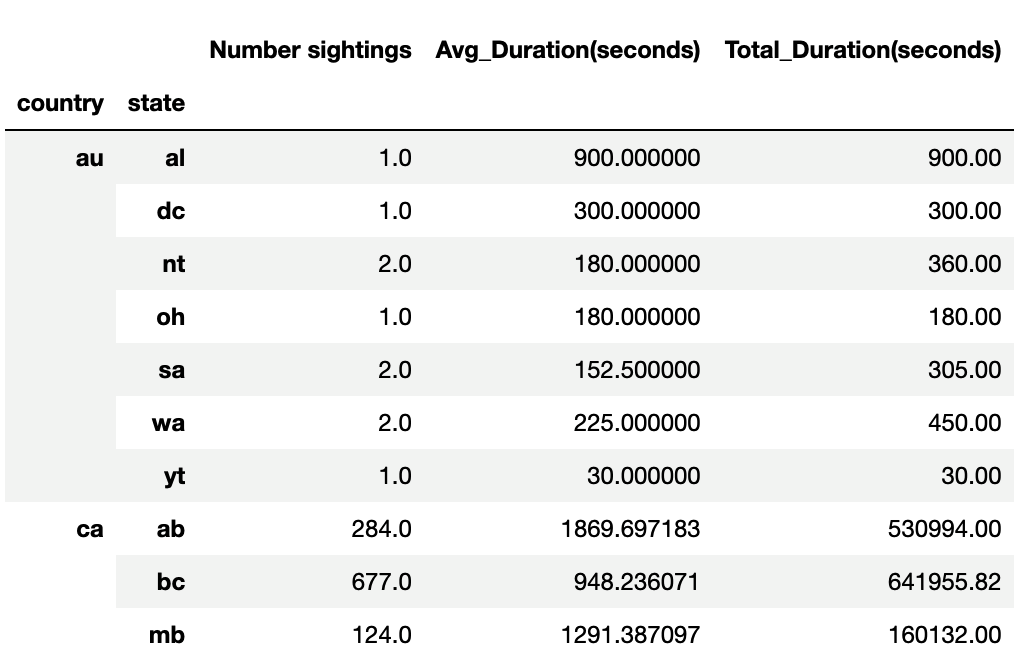 Number sightings Avg_Duration(seconds) Total_Duration(seconds)
country state
au al 1.0 900.000000 900.00
dc 1.0 300.000000 300.00
nt 2.0 180.000000 360.00
oh 1.0 180.000000 180.00
sa 2.0 152.500000 305.00
wa 2.0 225.000000 450.00
yt 1.0 30.000000 30.00
ca ab 284.0 1869.697183 530994.00
bc 677.0 948.236071 641955.82
mb 124.0 1291.387097 160132.00